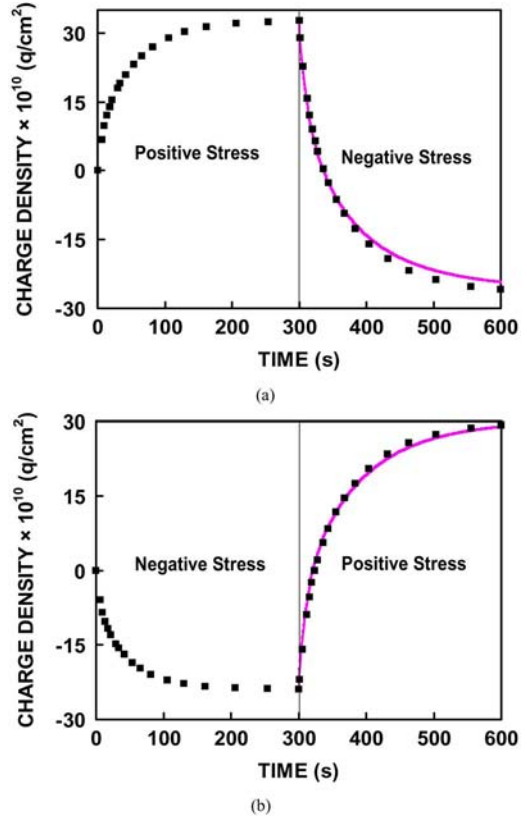 33
15
0
-15
-30
CHARGE DENSITY × 10¹⁰ (q/cm²)
Positive Stress
Negative Stress
0 100 200 300 400 500 600
TIME (s)
(a)
30
15
0
-15
-30
CHARGE DENSITY × 10¹⁰ (q/cm²)
Negative Stress
Positive Stress
0 100 200 300 400 500 600
TIME (s)
(b)